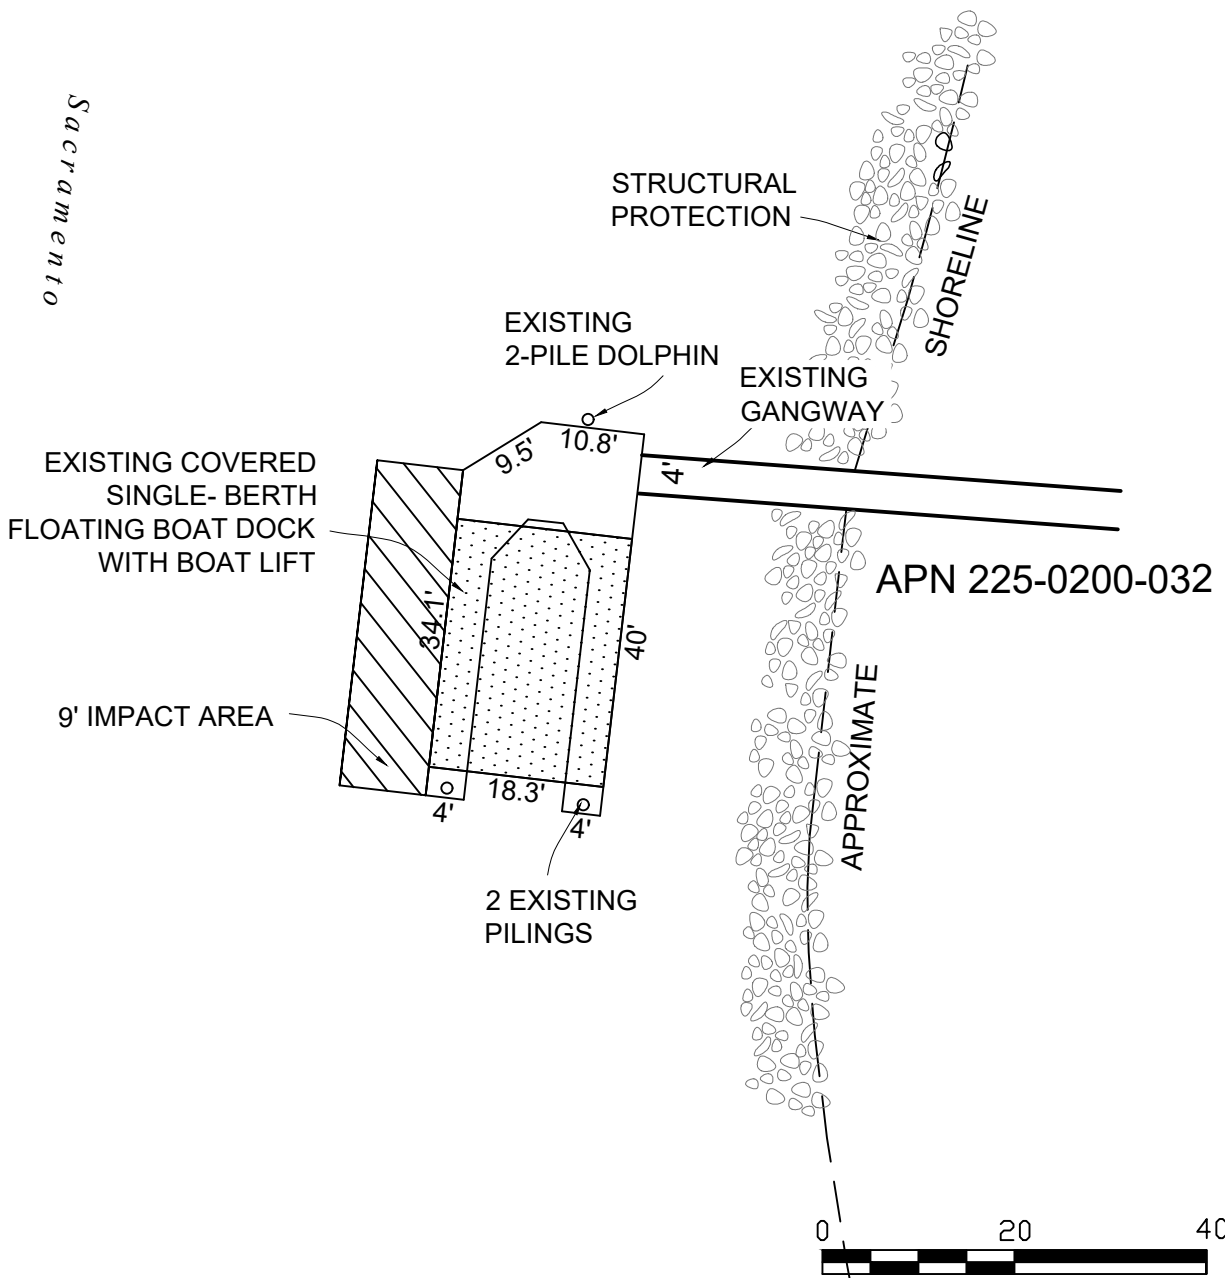 Sacramento
STRUCTURAL
PROTECTION
SHORELINE
EXISTING
2-PILE DOLPHIN
EXISTING
GANGWAY
9.5'
10.8'
4'
EXISTING COVERED
SINGLE- BERTH
FLOATING BOAT DOCK
WITH BOAT LIFT
APN 225-0200-032
34.1'
40'
9' IMPACT AREA
APPROXIMATE
18.3'
4'
4'
2 EXISTING
PILINGS
0 20 40